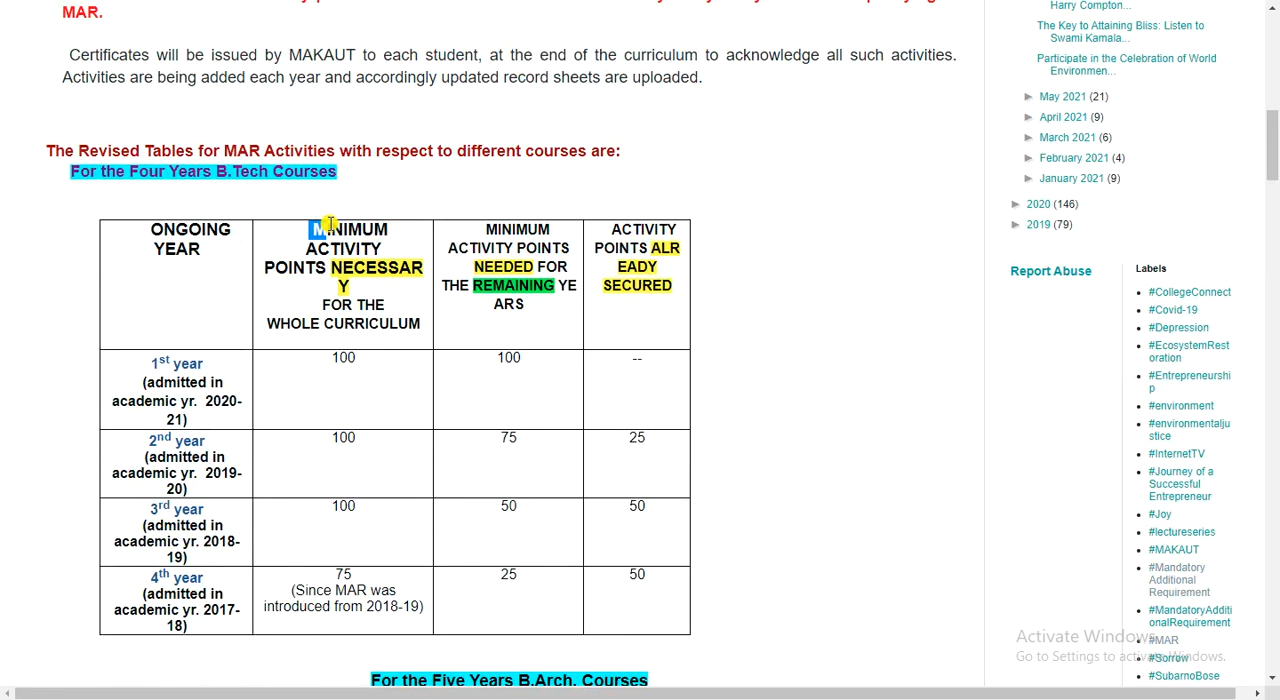 MAR.
Certificates will be issued by MAKAUT to each student, at the end of the curriculum to acknowledge all such activities.
Activities are being added each year and accordingly updated record sheets are uploaded.
The Revised Tables for MAR Activities with respect to different courses are:
For the Four Years B.Tech Courses
ONGOING
YEAR
MINIMUM
ACTIVITY
POINTS NECESSAR
Y
FOR THE
WHOLE CURRICULUM
MINIMUM
ACTIVITY POINTS
NEEDED FOR
THE REMAINING YE
ARS
ACTIVITY
POINTS ALR
EADY
SECURED
1st year
(admitted in
academic yr. 2020-
21)
100
100
--
2nd year
(admitted in
academic yr. 2019-
20)
100
75
25
3rd year
(admitted in
academic yr. 2018-
19)
100
50
50
4th year
(admitted in
academic yr. 2017-
18)
75
(Since MAR was
introduced from 2018-19)
25
50
For the Five Years B.Arch. Courses
Harry Compton...
The Key to Attaining Bliss: Listen to
Swami Kamala...
Participate in the Celebration of World
Environmen...
► May 2021 (21)
► April 2021 (9)
► March 2021 (6)
► February 2021 (4)
► January 2021 (9)
► 2020 (146)
► 2019 (79)
Report Abuse
Labels
#CollegeConnect
#Covid-19
#Depression
#EcosystemRest
oration
#Entrepreneurshi
p
#environment
#environmentalju
stice
#InternetTV
#Journey of a
Successful
Entrepreneur
#Joy
#lectureseries
#MAKAUT
#Mandatory
Additional
Requirement
#MandatoryAdditi
onalRequirement
#MAR
#Sorrow
#SubarnoBose
Activate Windows
Go to Settings to activate Windows.